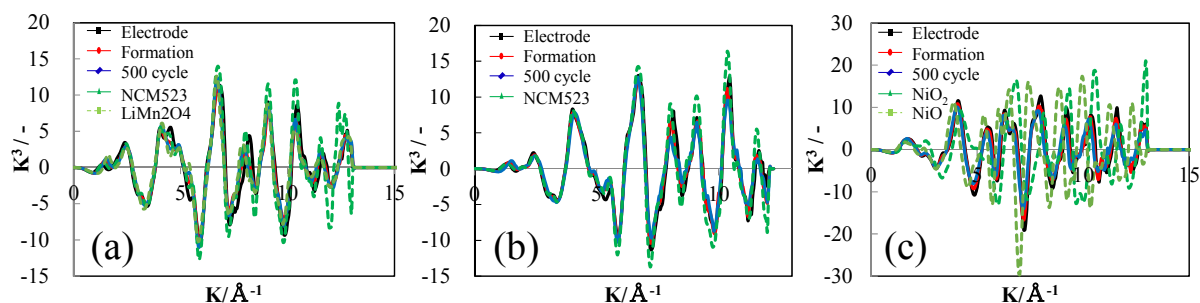 20
15
10
5
0
-5
-10
-15
K³/ -
Electrode
Formation
500 cycle
NCM523
LiMn2O4
5
10
15
(a)
K/Å⁻¹
20
15
10
5
0
-5
-10
-15
K³/ -
Electrode
Formation
500 cycle
NCM523
0
5
10
(b)
K/Å⁻¹
30
20
10
0
-10
-20
-30
K³/ -
Electrode
Formation
500 cycle
NiO₂
NiO
0
5
10
15
(c)
K/Å⁻¹